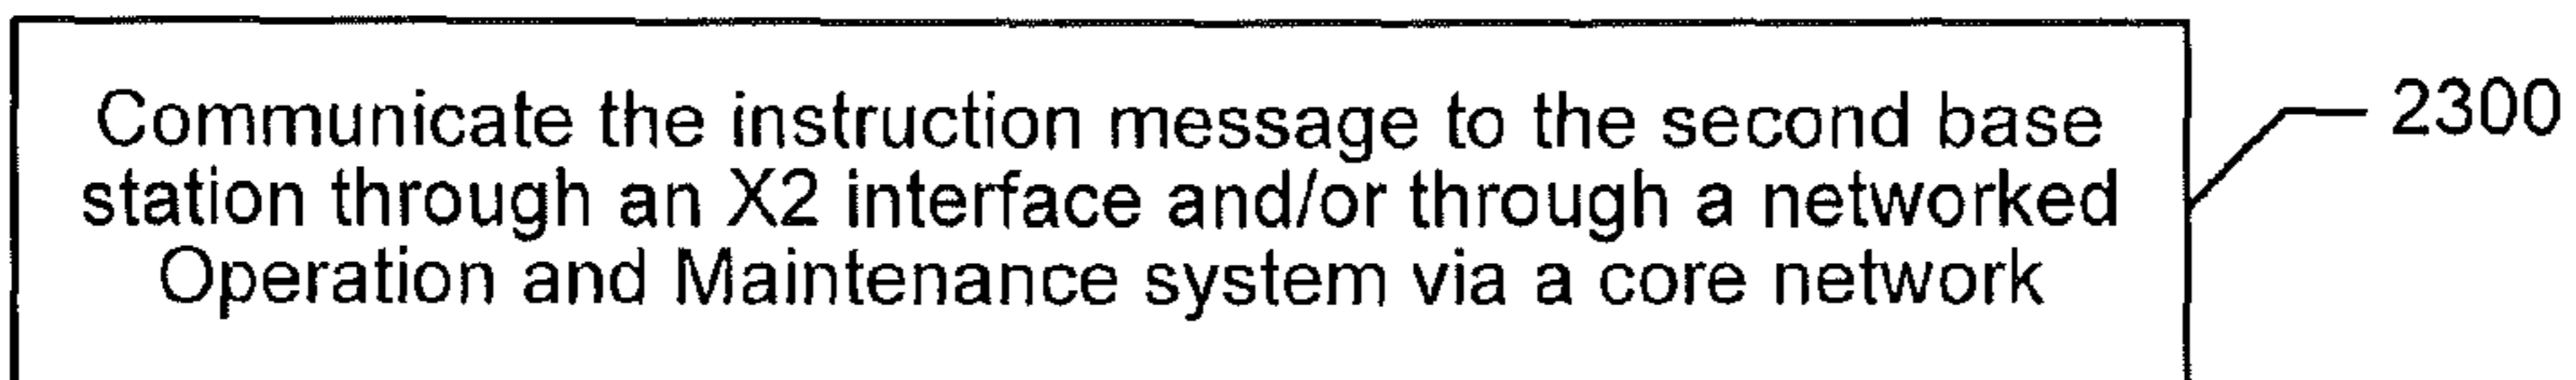 Communicate the instruction message to the second base
station through an X2 interface and/or through a networked
Operation and Maintenance system via a core network
2300